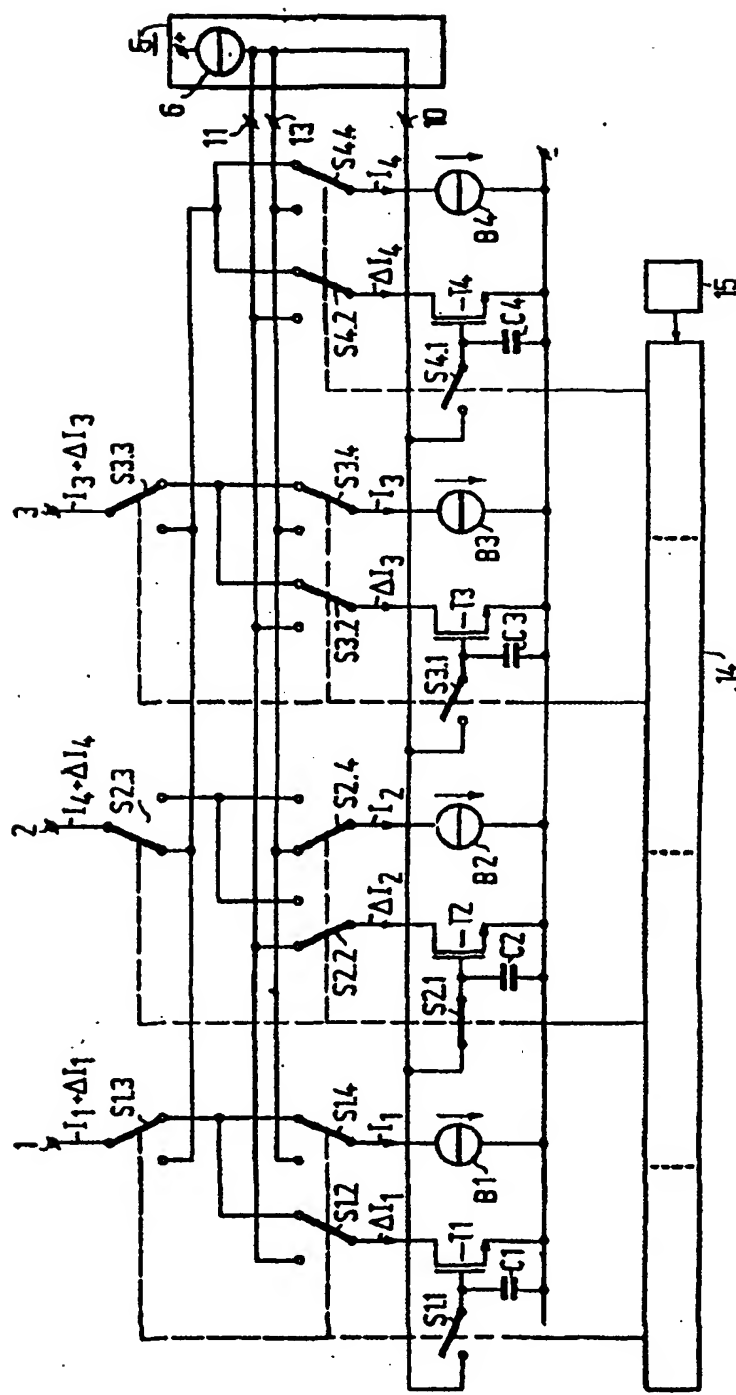 1
I1+ΔI1
S1.3
2
I4+ΔI4
S2.3
3
I3+ΔI3
S3.3
5
+
6
11
13
10
S1.2
S1.4
ΔI1
I1
S2.2
S2.4
ΔI2
I2
S3.2
S3.4
ΔI3
I3
S4.2
S4.4
ΔI4
I4
S1.1
T1
C1
B1
S2.1
T2
C2
B2
S3.1
T3
C3
B3
S4.1
T4
C4
B4
-
14
15